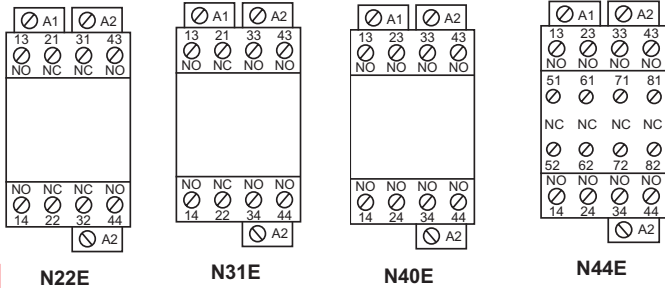 A1 A2
13 21 31 43
NO NC NC NO
NO NC NC NO
14 22 32 44
A2
N22E
A1 A2
13 21 33 43
NO NC NO NO
NO NC NO NO
14 22 34 44
A2
N31E
A1 A2
13 23 33 43
NO NO NO NO
NO NO NO NO
14 24 34 44
A2
N40E
A1 A2
13 23 33 43
NO NO NO NO
51 61 71 81
NC NC NC NC
52 62 72 82
NO NO NO NO
14 24 34 44
A2
N44E